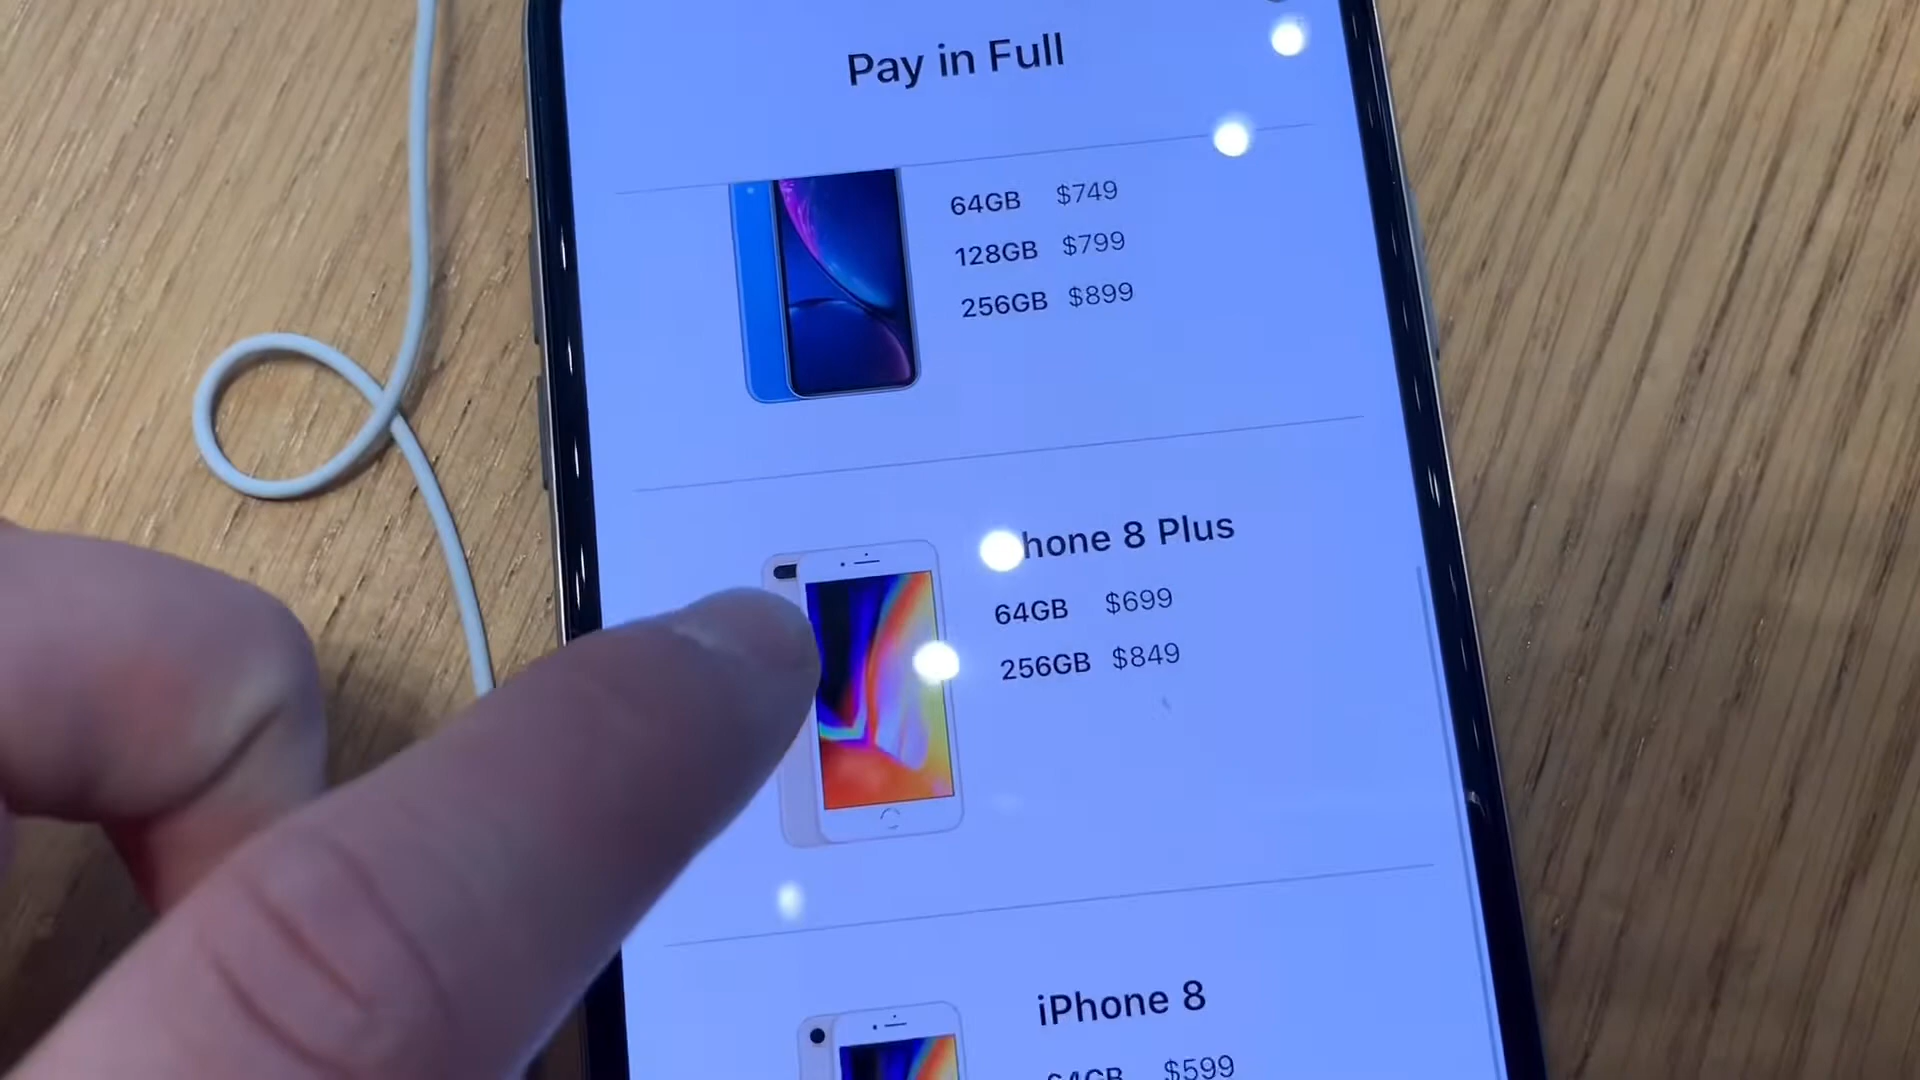 Pay in Full
64GB $749
128GB $799
256GB $899
hone 8 Plus
64GB $699
256GB $849
iPhone 8
64GB $599